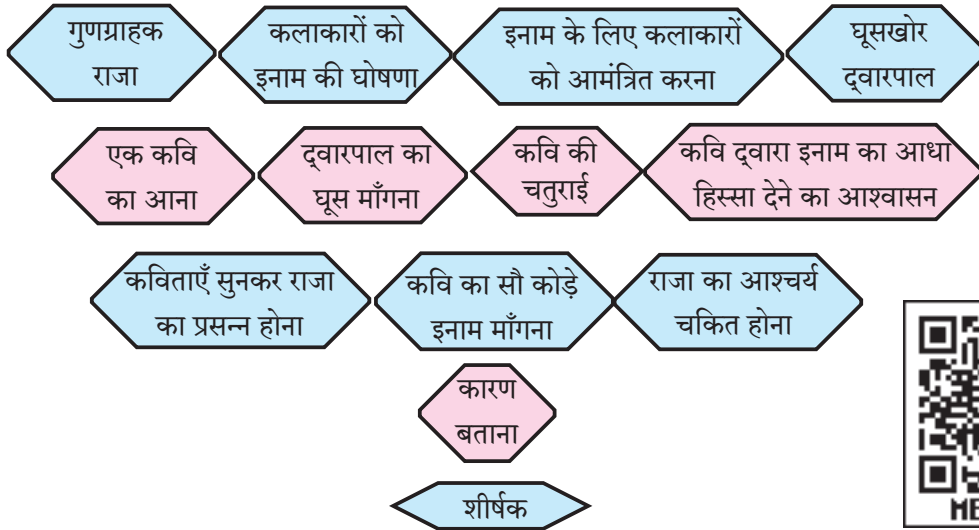 गुणग्राहक
राजा
कलाकारों को
इनाम की घोषणा
इनाम के लिए कलाकारों
को आमंत्रित करना
घूसखोर
द्‌वारपाल
एक कवि
का आना
द्‌वारपाल का
घूस माँगना
कवि की
चतुराई
कवि द्‌वारा इनाम का आधा
हिस्सा देने का आश्वासन
कविताएँ सुनकर राजा
का प्रसन्न होना
कवि का सौ कोड़े
इनाम माँगना
राजा का आश्चर्य
चकित होना
कारण
बताना
शीर्षक